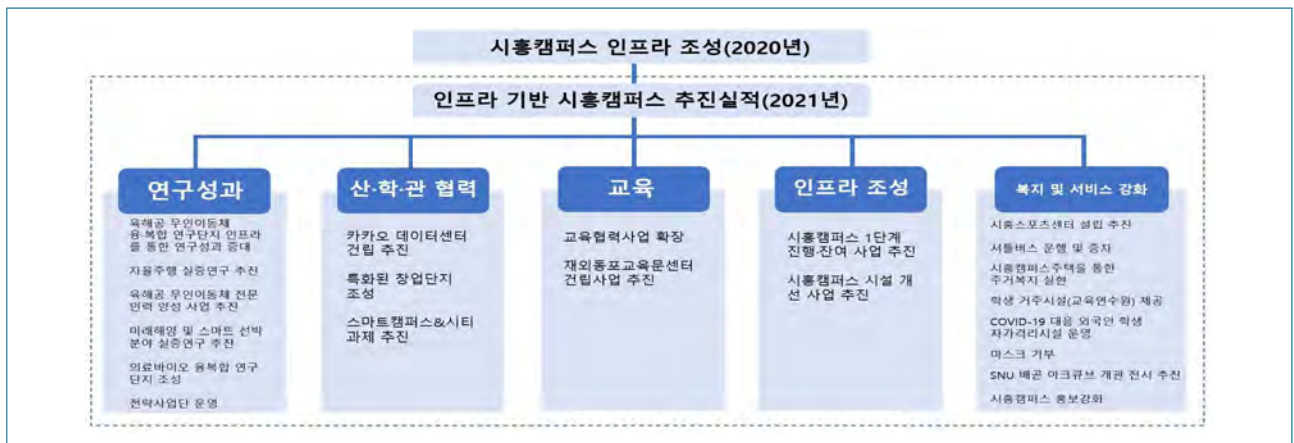 시흥캠퍼스 인프라 조성(2020년)
인프라 기반 시흥캠퍼스 추진실적(2021년)
연구성과
육해공 무인이동체
융·복합 연구단지 인프라
를 통한 연구성과 증대
자율주행 실증연구 추진
육해공 무인이동체 전문
인력 양성 사업 추진
미래해양 및 스마트 선박
분야 실증연구 추진
의료바이오 융복합 연구
단지 조성
전략사업단 운영
산·학·관 협력
카카오 데이터센터
건립 추진
특화된 창업단지
조성
스마트캠퍼스&시티
과제 추진
교육
교육협력사업 확장
재외동포교육문센터
건립사업 추진
인프라 조성
시흥캠퍼스 1단계
진행·잔여 사업 추진
시흥캠퍼스 시설 개
선 사업 추진
복지 및 서비스 강화
시흥스포츠센터 설립 추진
셔틀버스 운행 및 증차
시흥캠퍼스주택을 통한
주거복지 실현
학생 거주시설(교육연수원) 제공
COVID-19 대응 외국인 학생
자가격리시설 운영
마스크 기부
SNU 배곧 아크큐브 개관 전시 추진
시흥캠퍼스 홍보강화